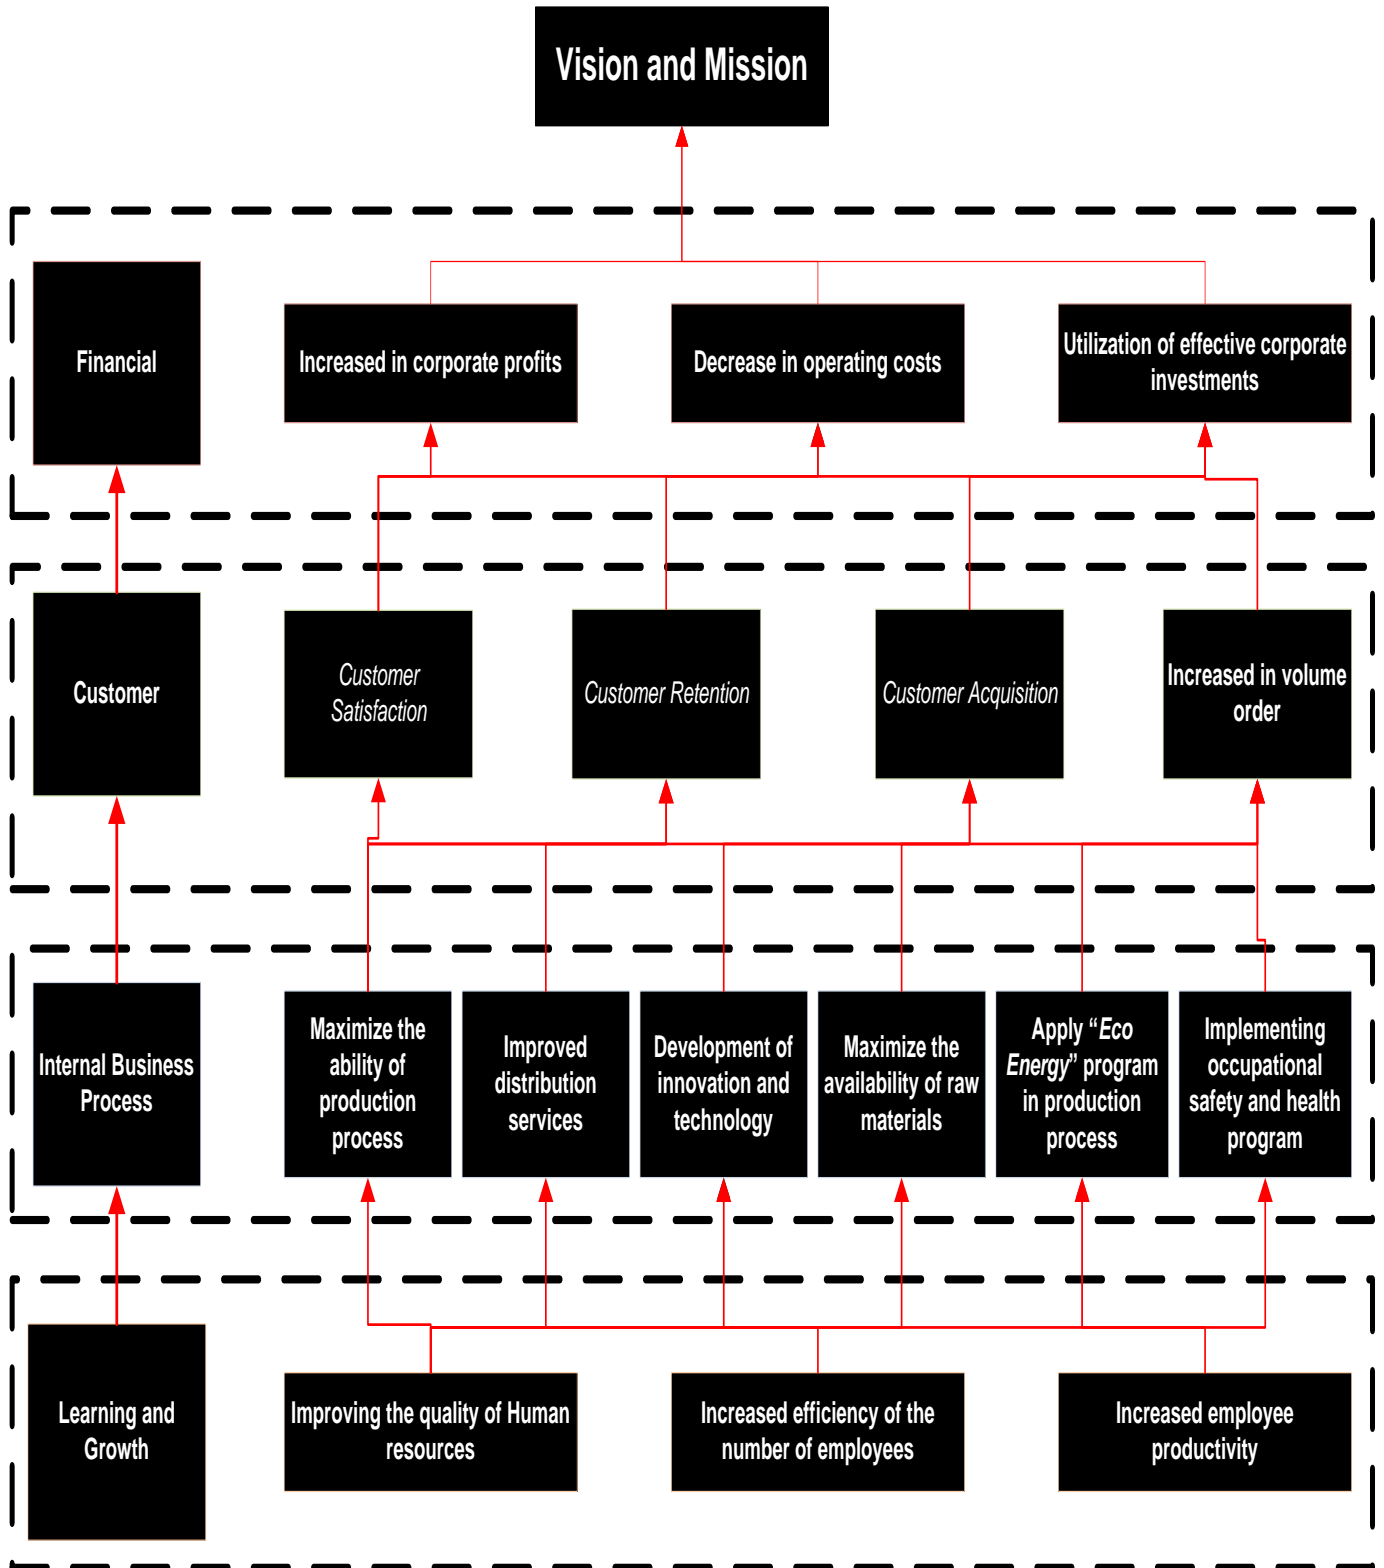 Vision and Mission
Financial
Increased in corporate profits
Decrease in operating costs
Utilization of effective corporate
investments
Customer
Customer
Satisfaction
Customer Retention
Customer Acquisition
Increased in volume
order
Internal Business
Process
Maximize the
ability of
production
process
Improved
distribution
services
Development of
innovation and
technology
Maximize the
availability of raw
materials
Apply “Eco
Energy” program
in production
process
Implementing
occupational
safety and health
program
Learning and
Growth
Improving the quality of Human
resources
Increased efficiency of the
number of employees
Increased employee
productivity